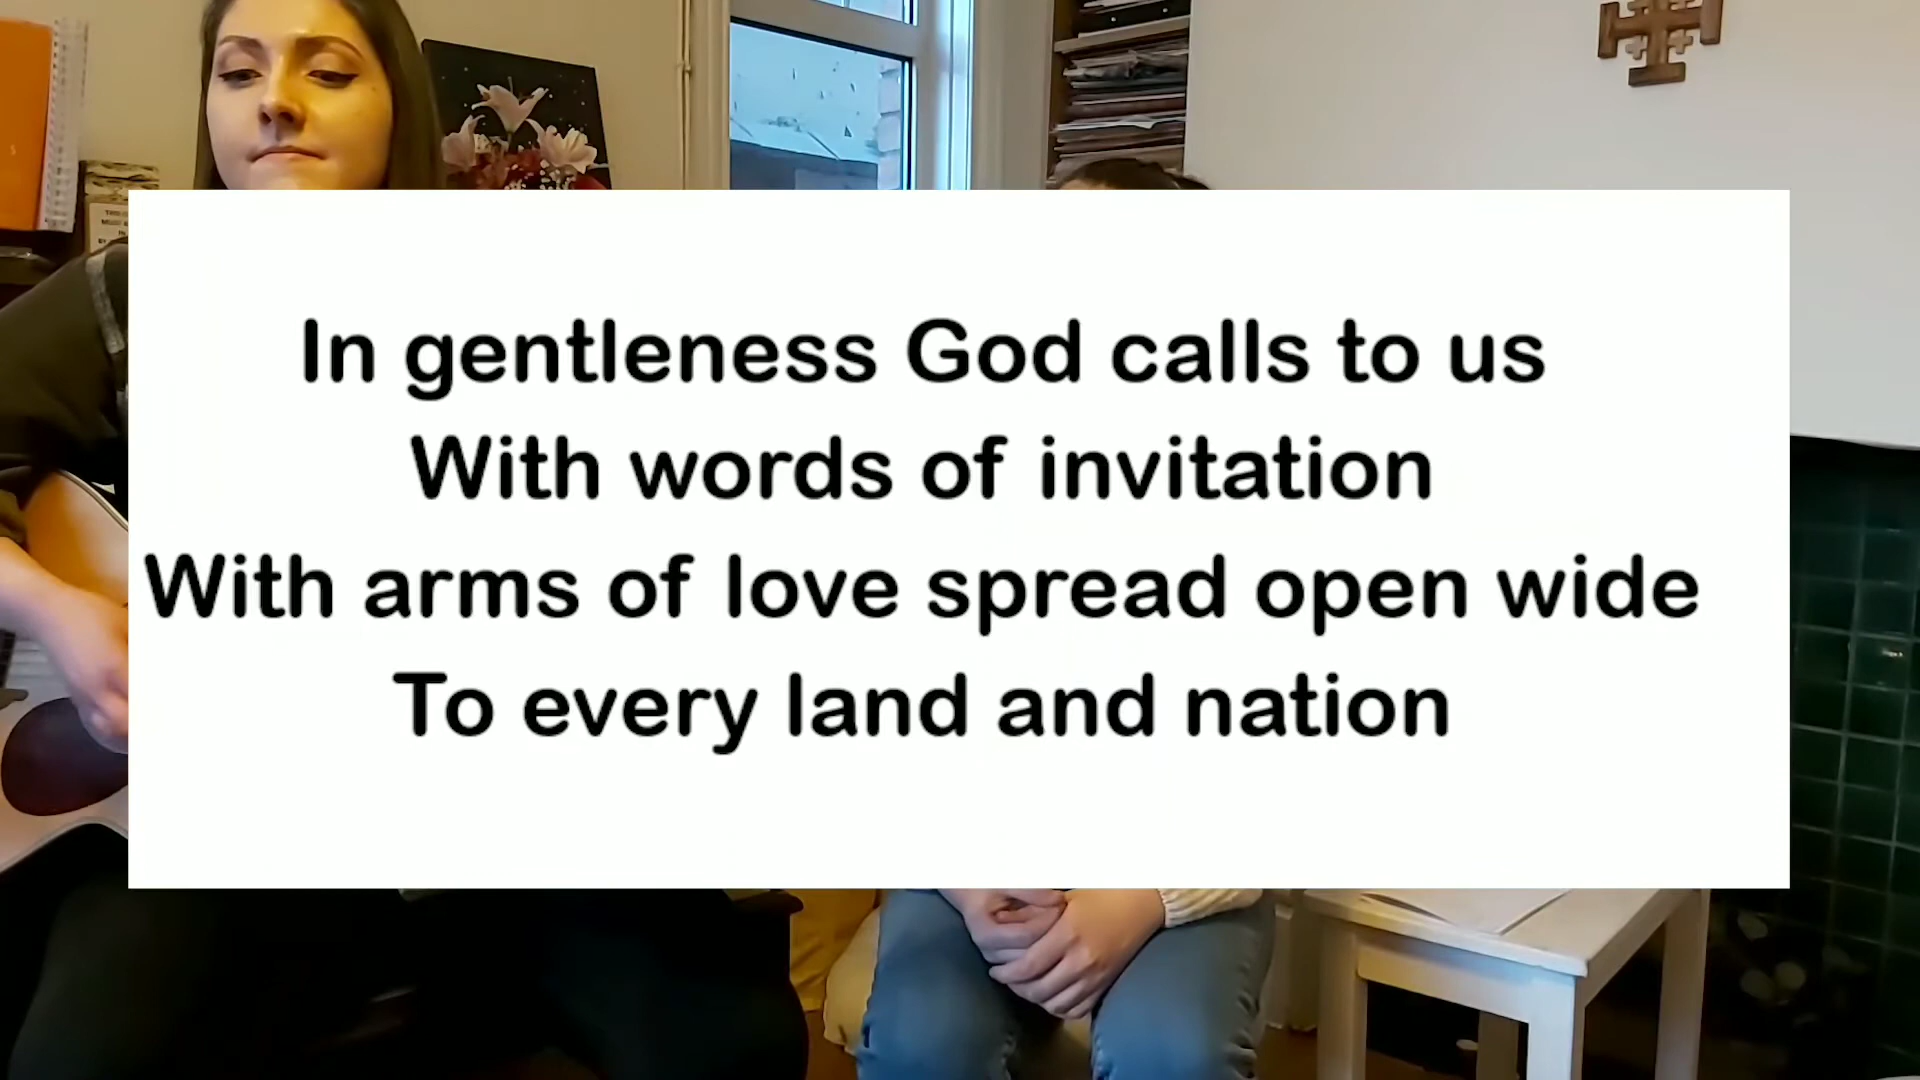 In gentleness God calls to us
With words of invitation
With arms of love spread open wide
To every land and nation